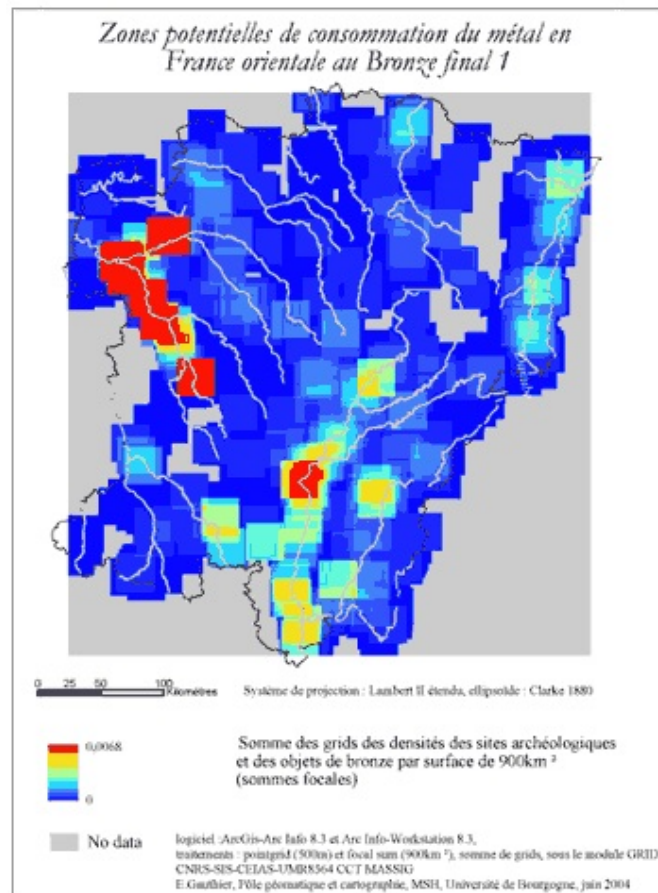 Zones potentielles de consommation du métal en
France orientale au Bronze final 1
0 25 50 100
Kilomètres
Système de projection : Lambert II étendu, ellipsoïde : Clarke 1880
0,0068
0
Somme des grids des densités des sites archéologiques
et des objets de bronze par surface de 900km ²
(sommes focales)
No data
logiciel :ArcGis-Arc Info 8.3 et Arc Info-Workstation 8.3,
traitements : pointgrid (500m) et focal sum (900km ²), somme de grids, sous le module GRID
CNRS-SIS-CEIAS-UMR8564 CCT MASSIG
E.Gauthier, Pôle géomatique et cartographie, MSH, Université de Bourgogne, juin 2004